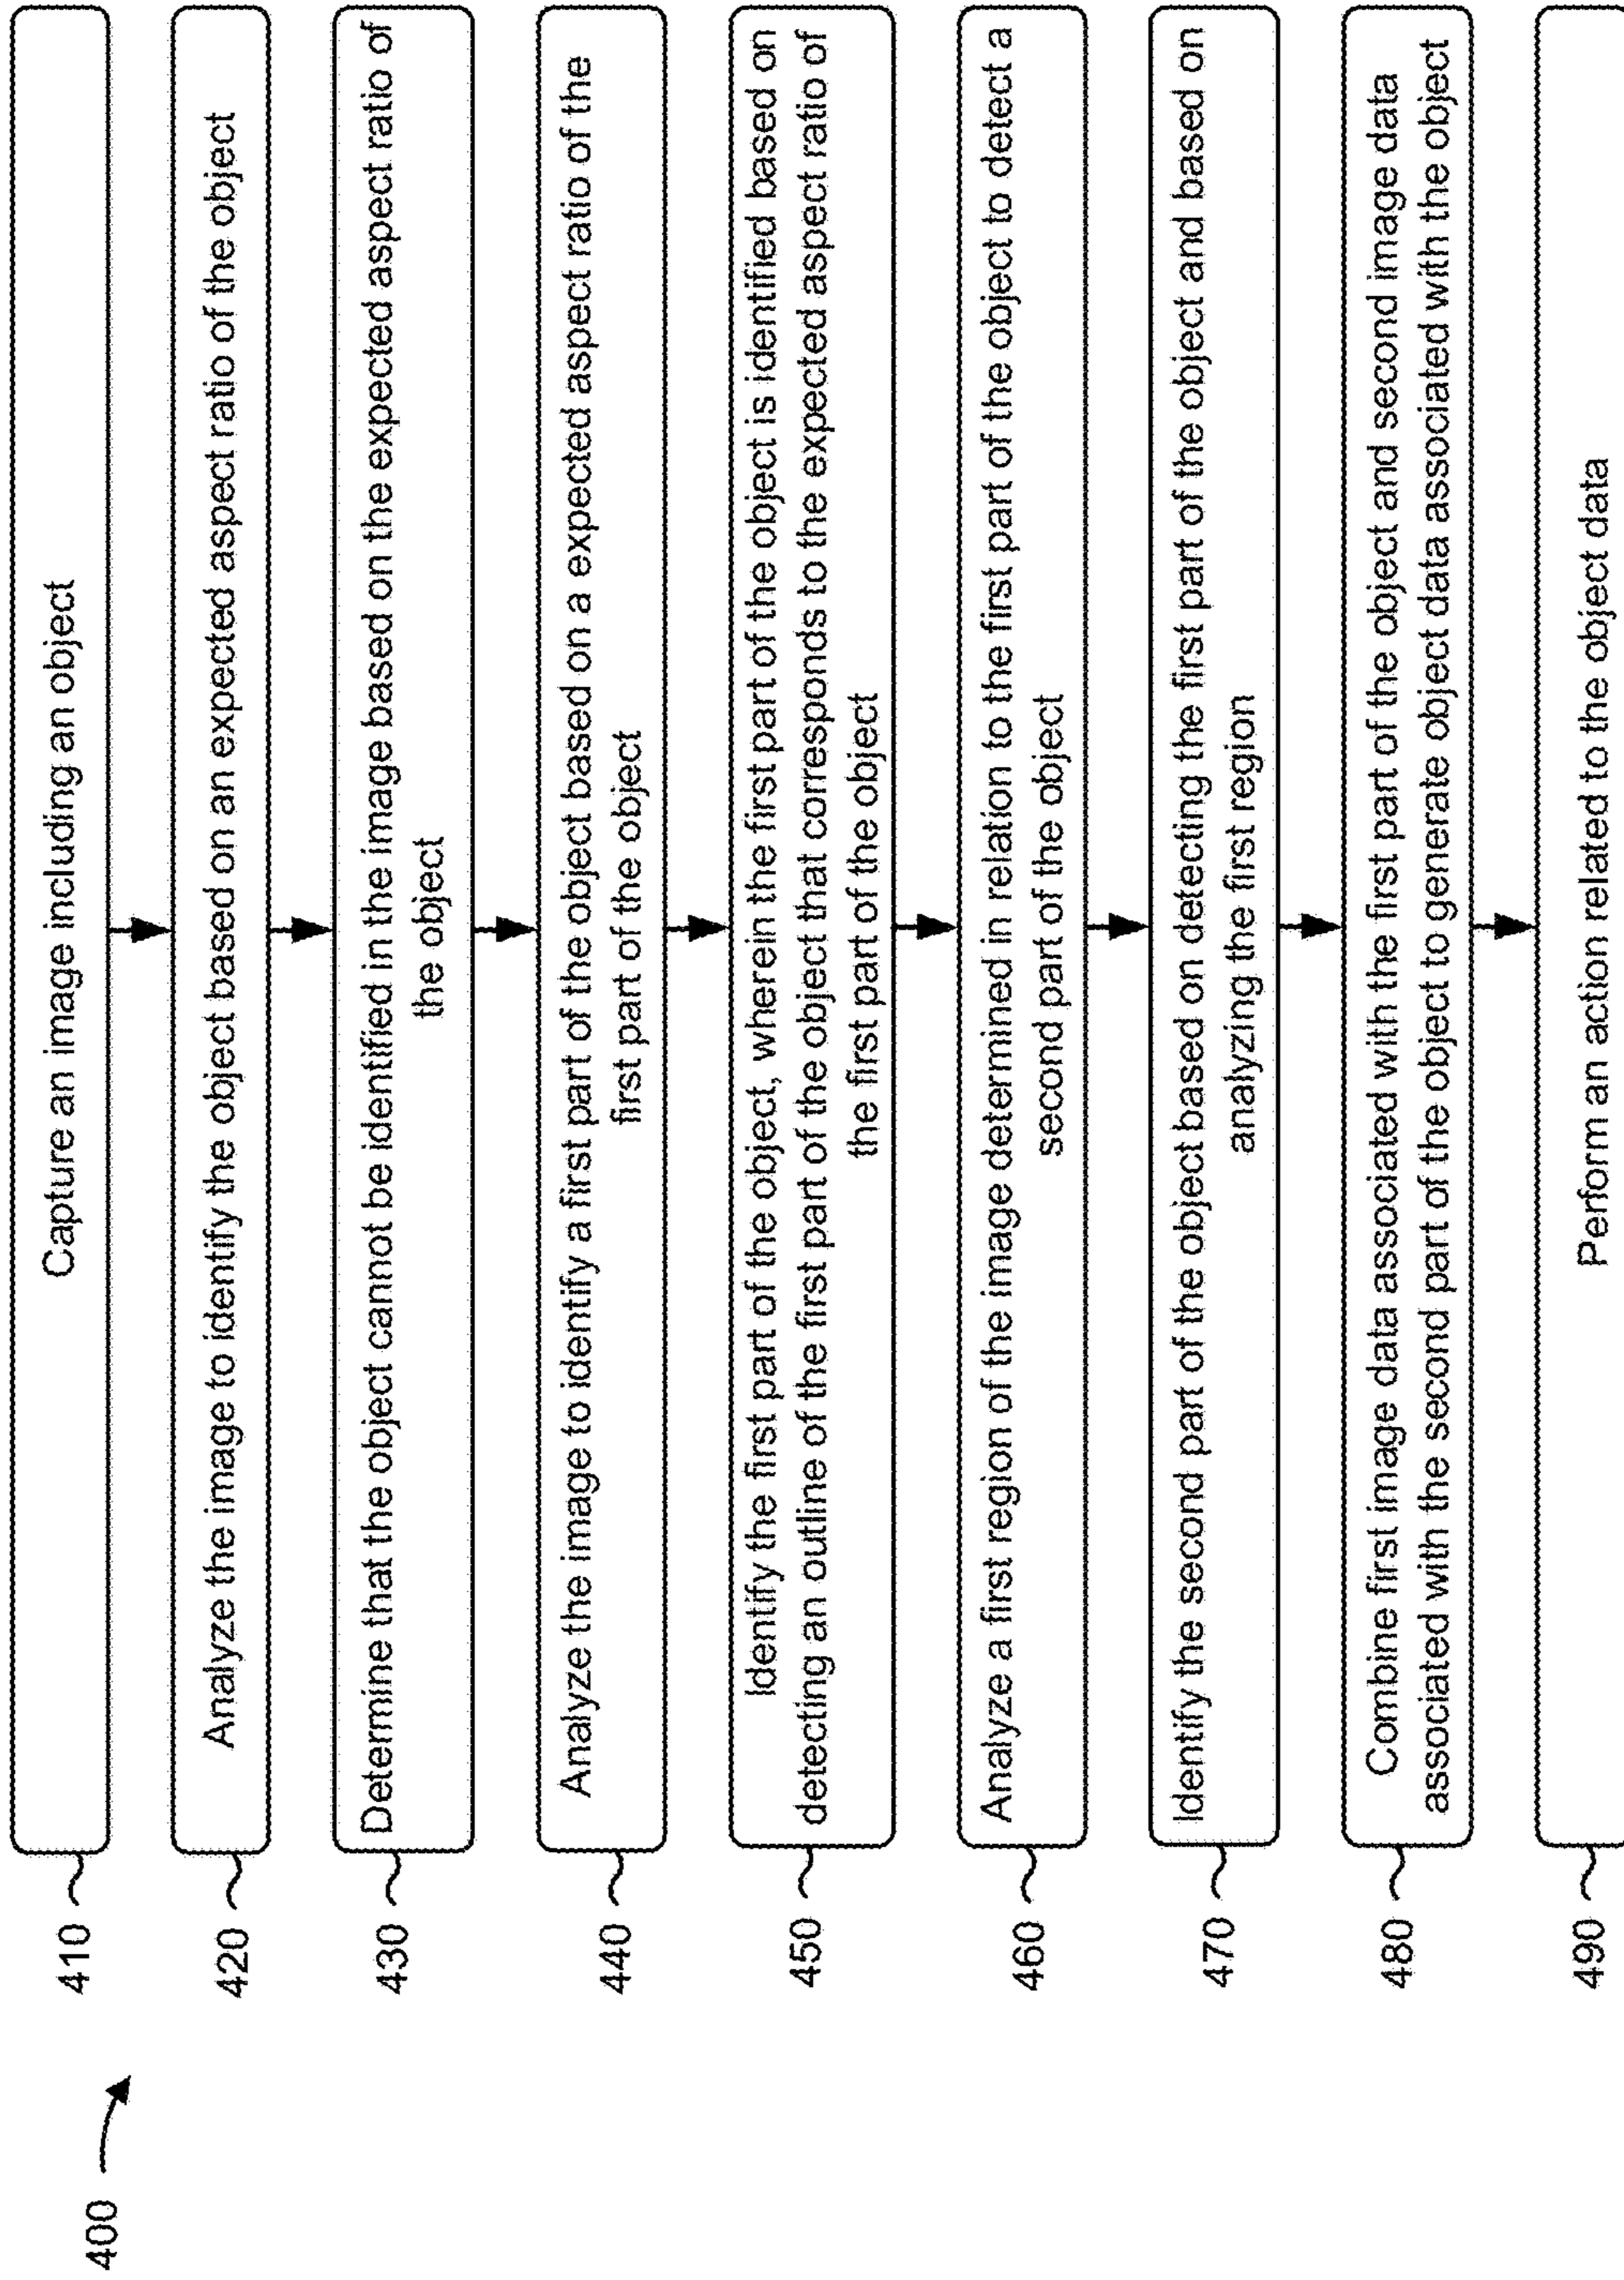 400
410
Capture an image including an object
420
Analyze the image to identify the object based on an expected aspect ratio of the object
430
Determine that the object cannot be identified in the image based on the expected aspect ratio of
the object
440
Analyze the image to identify a first part of the object based on a expected aspect ratio of the
first part of the object
450
Identify the first part of the object, wherein the first part of the object is identified based on
detecting an outline of the first part of the object that corresponds to the expected aspect ratio of
the first part of the object
460
Analyze a first region of the image determined in relation to the first part of the object to detect a
second part of the object
470
Identify the second part of the object based on detecting the first part of the object and based on
analyzing the first region
480
Combine first image data associated with the first part of the object and second image data
associated with the second part of the object to generate object data associated with the object
490
Perform an action related to the object data